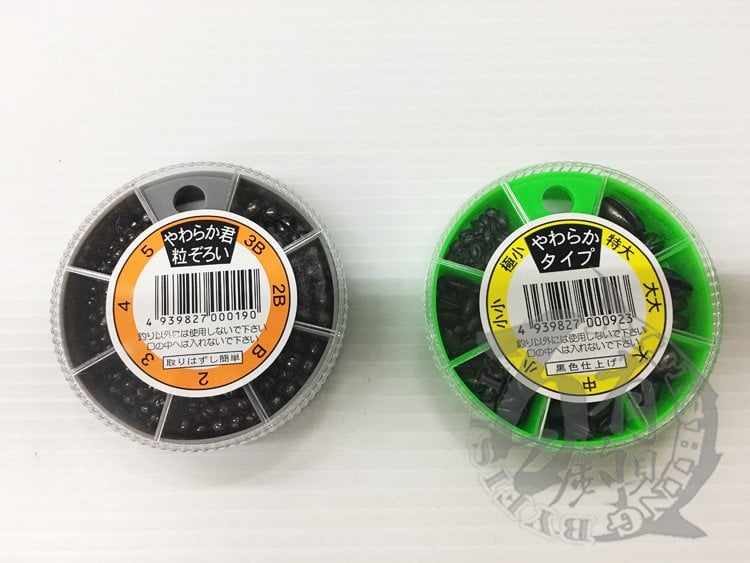 やわらか君
粒ぞろい
5
3B
4
2B
3
B
2
4 939827 000190
釣り以外には使用しないで下さい
口の中へは入れないで下さい
取りはずし簡単
やわらか
タイプ
極小
特大
小小
大大
小
大
中
4 939827 000923
釣り以外には使用しないで下さい
口の中へは入れないで下さい
黒色仕上げ